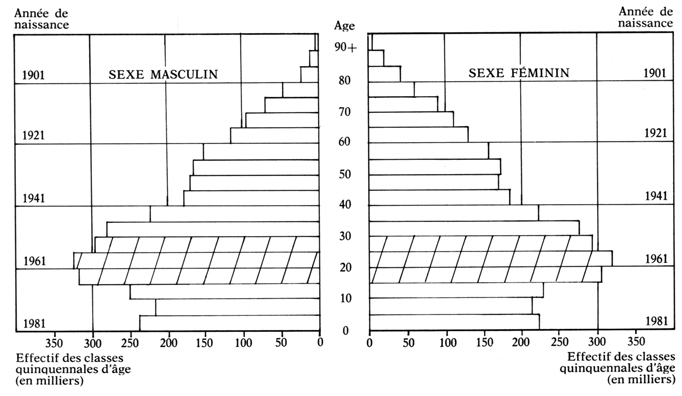 Année de
naissance
Age
Année de
naissance
90+
1901
SEXE MASCULIN
80
SEXE FÉMININ
1901
70
1921
60
1921
50
1941
40
1941
30
1961
20
1961
10
1981
0
1981
350 300 250 200 150 100 50 0
0 50 100 150 200 250 300 350
Effectif des classes
quinquennales d'âge
(en milliers)
Effectif des classes
quinquennales d'âge
(en milliers)